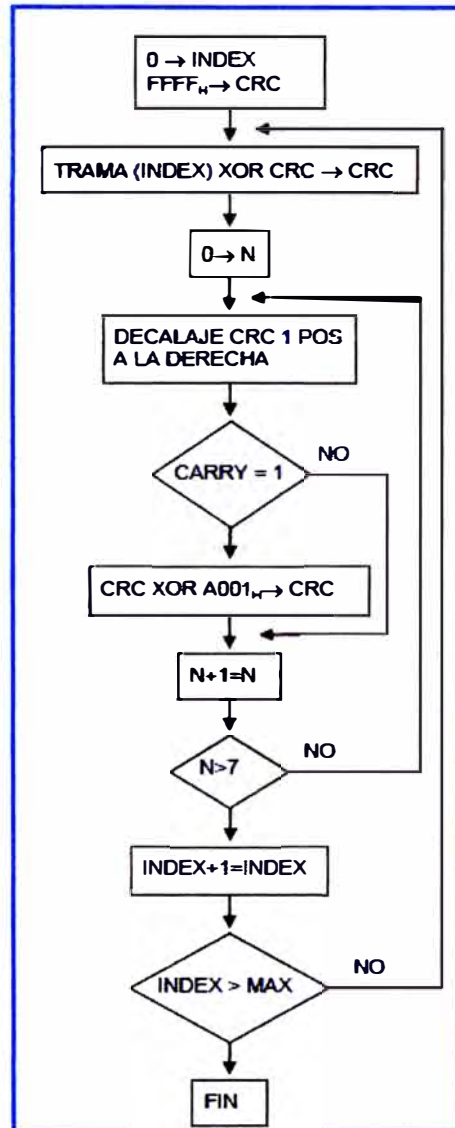 0 → INDEX
FFFFH → CRC
TRAMA (INDEX) XOR CRC → CRC
0 → N
DECALAJE CRC 1 POS
A LA DERECHA
CARRY = 1
NO
CRC XOR A001H → CRC
N+1=N
N>7
NO
INDEX+1=INDEX
INDEX > MAX
NO
FIN